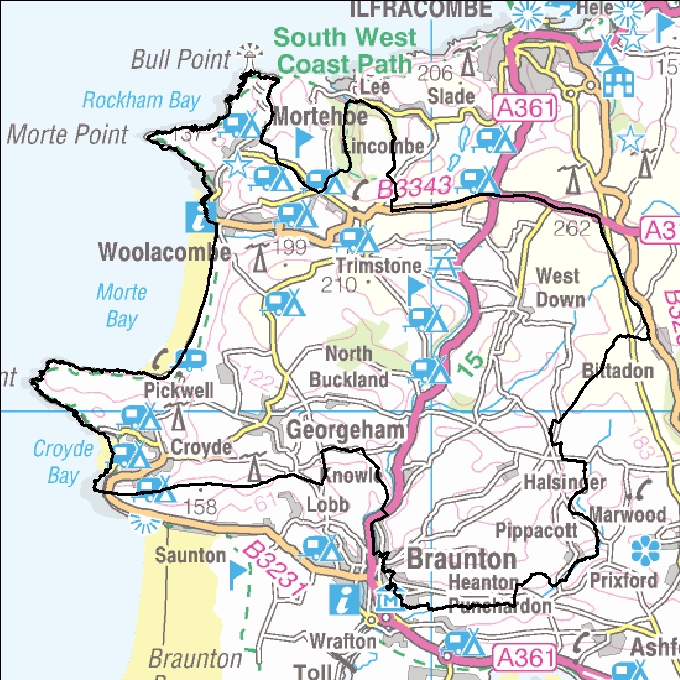 ILFRACOMBE
Hele
South West
Coast Path
Bull Point
206
Lee
Slade
Rockham Bay
A361
Mortehoe
Morte Point
137
Lincombe
B3343
262
A3
Woolacombe
199
Trimstone
210
West
Down
Morte
Bay
North
Buckland
15
Bittadon
Pickwell
122
Georgeham
183
Croyde
Croyde
Bay
Knowle
Halsinger
158
Lobb
Marwood
Pippacott
Saunton
B3231
Braunton
Heanton
Punchardon
Prixford
i
M
Wrafton
A361
Ashf
Braunton
Toll